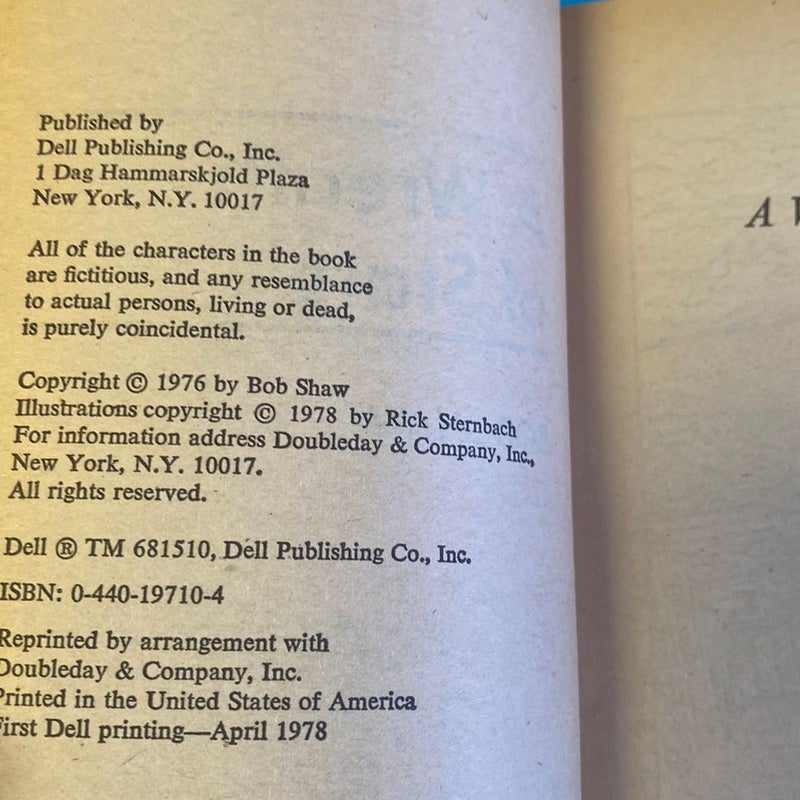 Published by
Dell Publishing Co., Inc.
1 Dag Hammarskjold Plaza
New York, N.Y. 10017
All of the characters in the book
are fictitious, and any resemblance
to actual persons, living or dead,
is purely coincidental.
Copyright © 1976 by Bob Shaw
Illustrations copyright © 1978 by Rick Sternbach
For information address Doubleday & Company, Inc.,
New York, N.Y. 10017.
All rights reserved.
Dell ® TM 681510, Dell Publishing Co., Inc.
ISBN: 0-440-19710-4
Reprinted by arrangement with
Doubleday & Company, Inc.
Printed in the United States of America
First Dell printing—April 1978
A